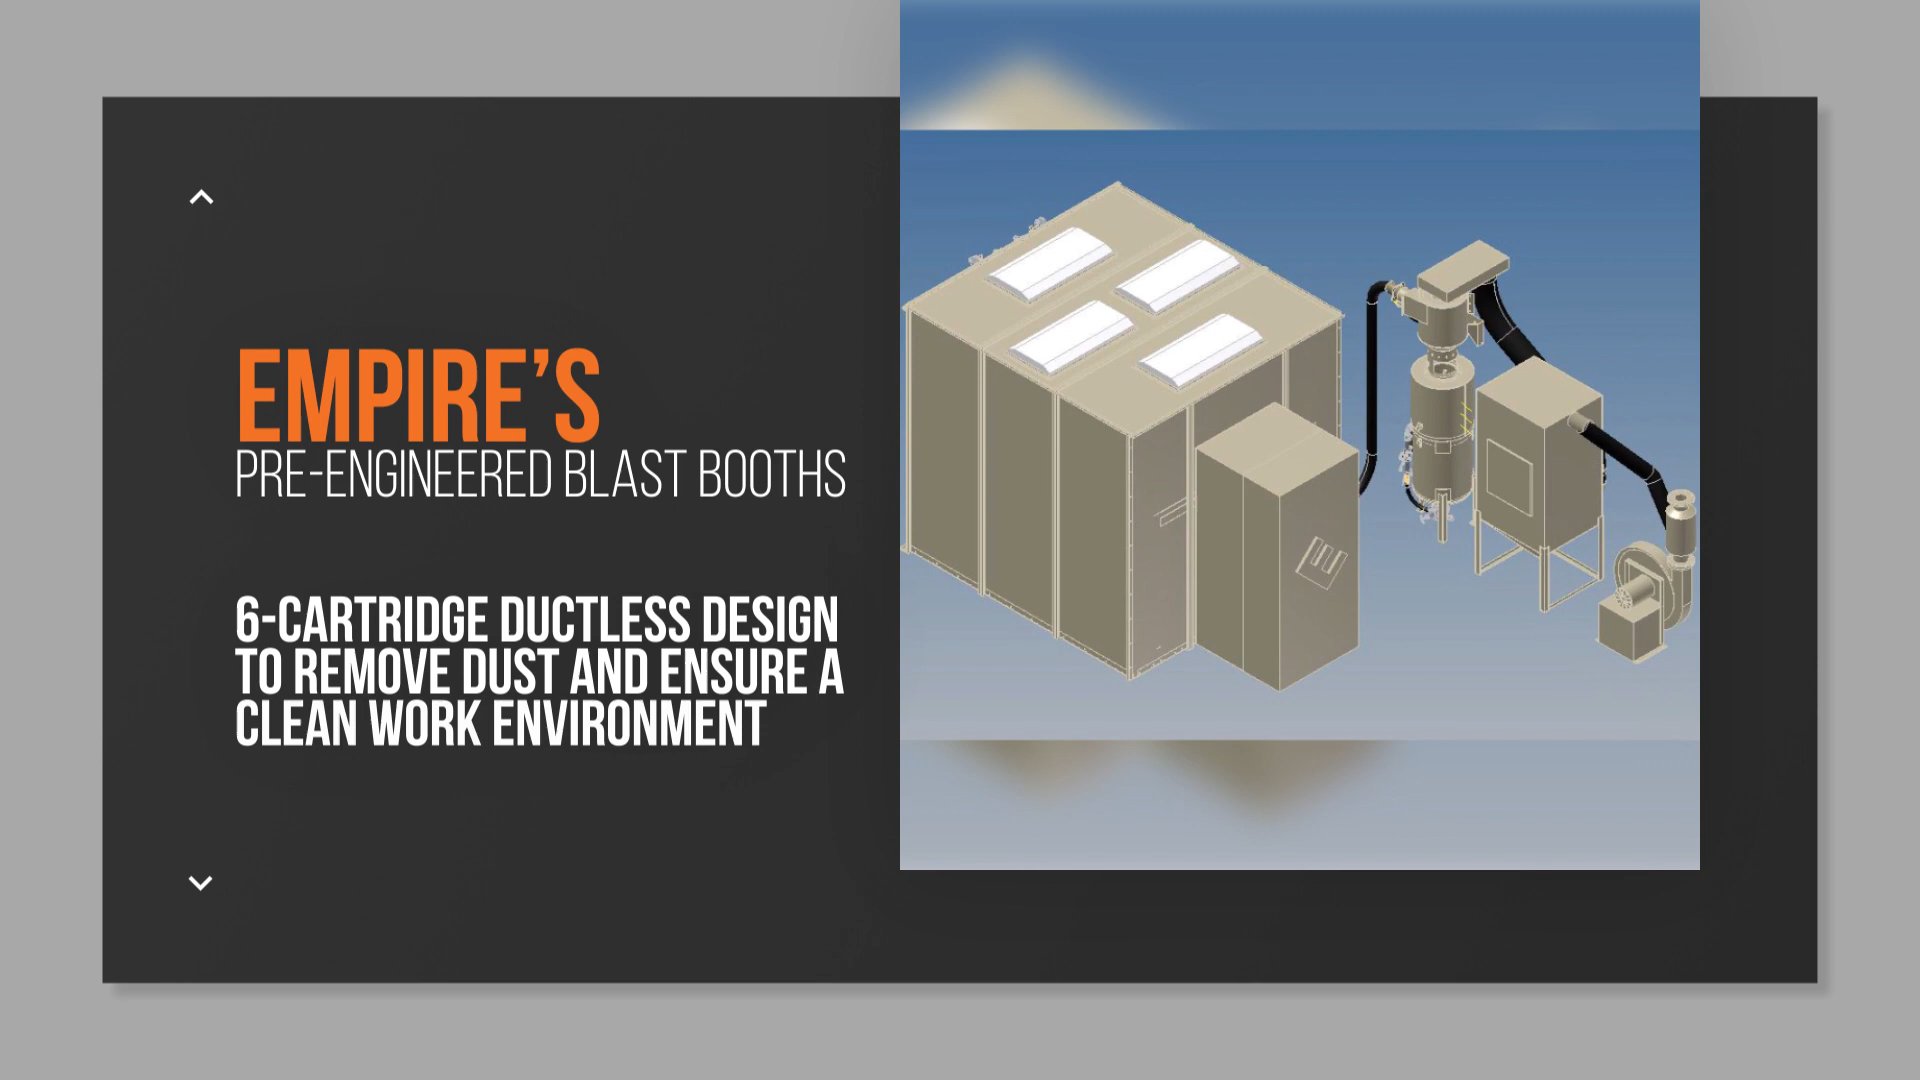 EMPIRE’S
PRE-ENGINEERED BLAST BOOTHS
6-CARTRIDGE DUCTLESS DESIGN
TO REMOVE DUST AND ENSURE A
CLEAN WORK ENVIRONMENT